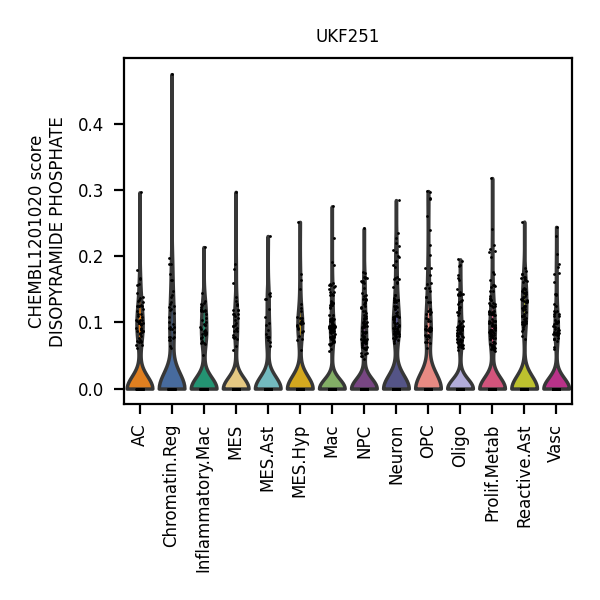 UKF251
CHEMBL1201020 score
DISOPYRAMIDE PHOSPHATE
0.4
0.3
0.2
0.1
0.0
AC
Chromatin.Reg
Inflammatory.Mac
MES
MES.Ast
MES.Hyp
Mac
NPC
Neuron
OPC
Oligo
Prolif.Metab
Reactive.Ast
Vasc